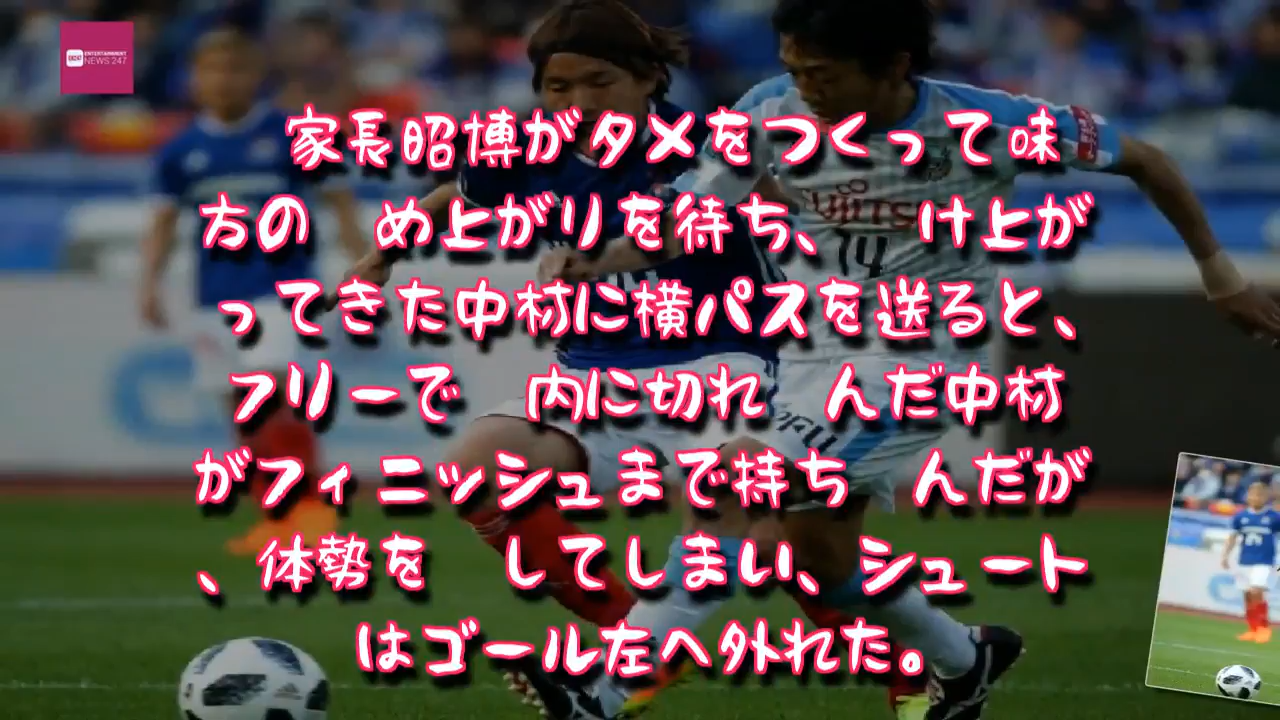 ENTERTAINMENT
NEWS 247
家長昭博がタメをつくって味
方の　め上がりを待ち、　け上が
ってきた中村に横パスを送ると、
フリーで　内に切れ　んだ中村
がフィニッシュまで持ち　んだが
、体勢を　してしまい、シュート
はゴール左へ外れた。
FUJITSU
14